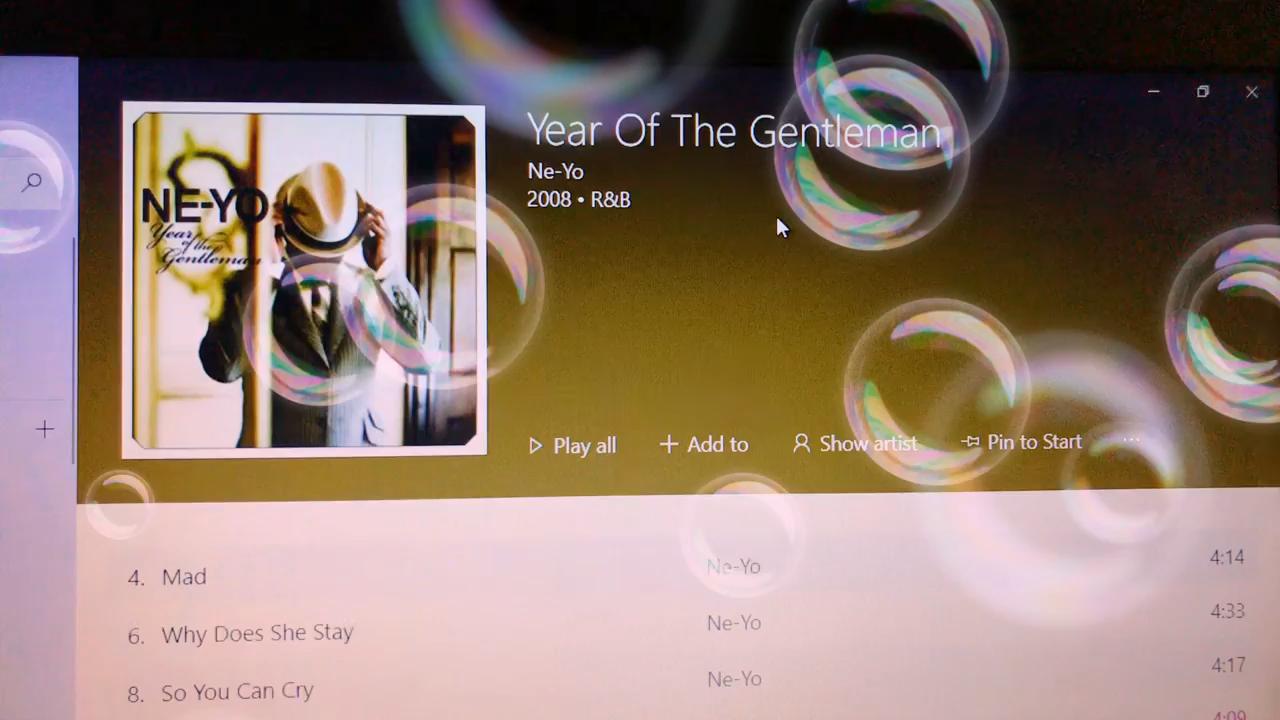 Year Of The Gentleman
Ne-Yo
2008 • R&B
NE-YO
Year
of the
Gentleman
Play all
Add to
Show artist
Pin to Start
4. Mad Ne-Yo 4:14
6. Why Does She Stay Ne-Yo 4:33
8. So You Can Cry Ne-Yo 4:17
4:09